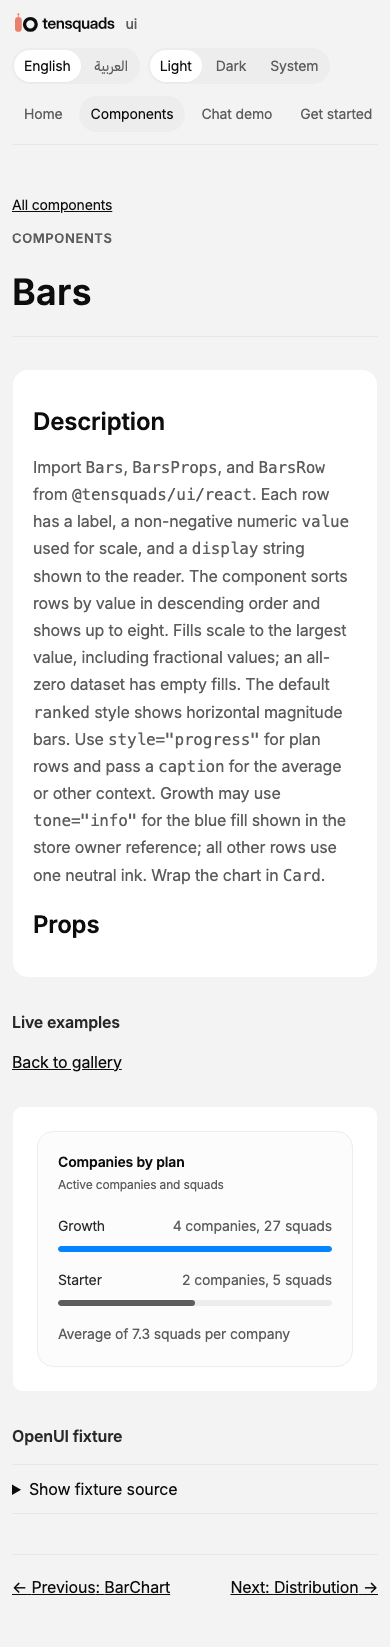 tensquads ui
English العربية Light Dark System
Home Components Chat demo Get started
All components
COMPONENTS
Bars
Description
Import Bars, BarsProps, and BarsRow
from @tensquads/ui/react. Each row
has a label, a non-negative numeric value
used for scale, and a display string
shown to the reader. The component sorts
rows by value in descending order and
shows up to eight. Fills scale to the largest
value, including fractional values; an all-
zero dataset has empty fills. The default
ranked style shows horizontal magnitude
bars. Use style="progress" for plan
rows and pass a caption for the average
or other context. Growth may use
tone="info" for the blue fill shown in the
store owner reference; all other rows use
one neutral ink. Wrap the chart in Card.
Props
Live examples
Back to gallery
Companies by plan
Active companies and squads
Growth 4 companies, 27 squads
Starter 2 companies, 5 squads
Average of 7.3 squads per company
OpenUI fixture
▶ Show fixture source
← Previous: BarChart Next: Distribution →